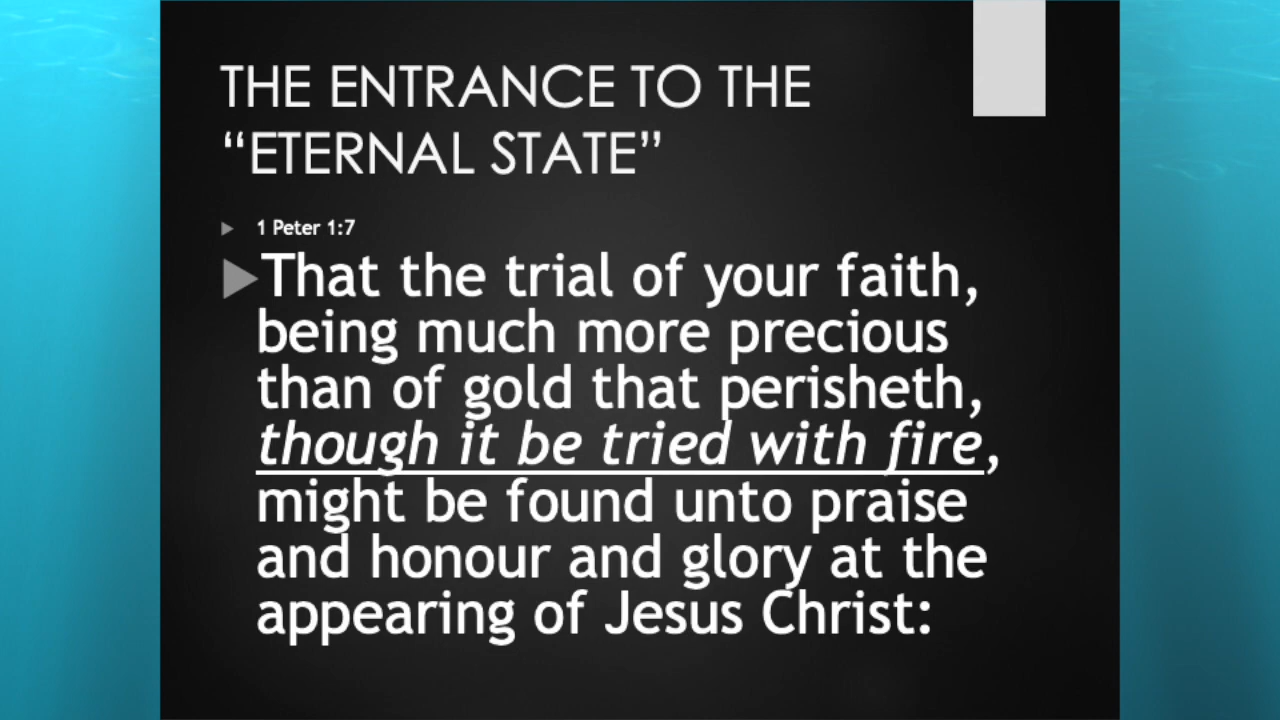 THE ENTRANCE TO THE
“ETERNAL STATE”
1 Peter 1:7
That the trial of your faith,
being much more precious
than of gold that perisheth,
though it be tried with fire,
might be found unto praise
and honour and glory at the
appearing of Jesus Christ: